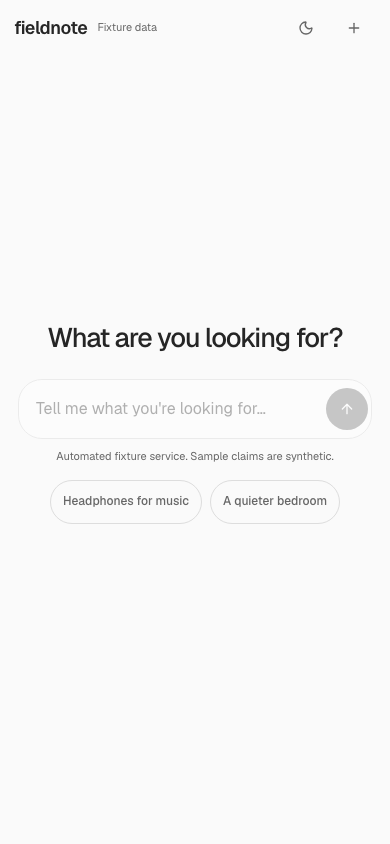 fieldnote Fixture data
What are you looking for?
Tell me what you're looking for...
Automated fixture service. Sample claims are synthetic.
Headphones for music A quieter bedroom